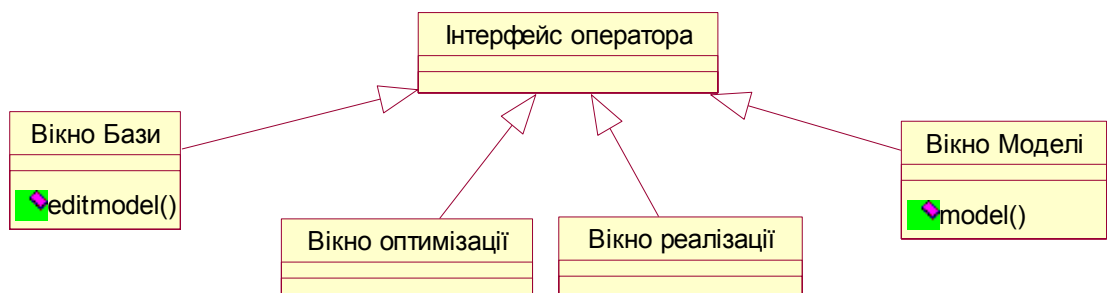 Інтерфейс оператора
Вікно Бази
editmodel()
Вікно оптимізації
Вікно реалізації
Вікно Моделі
model()